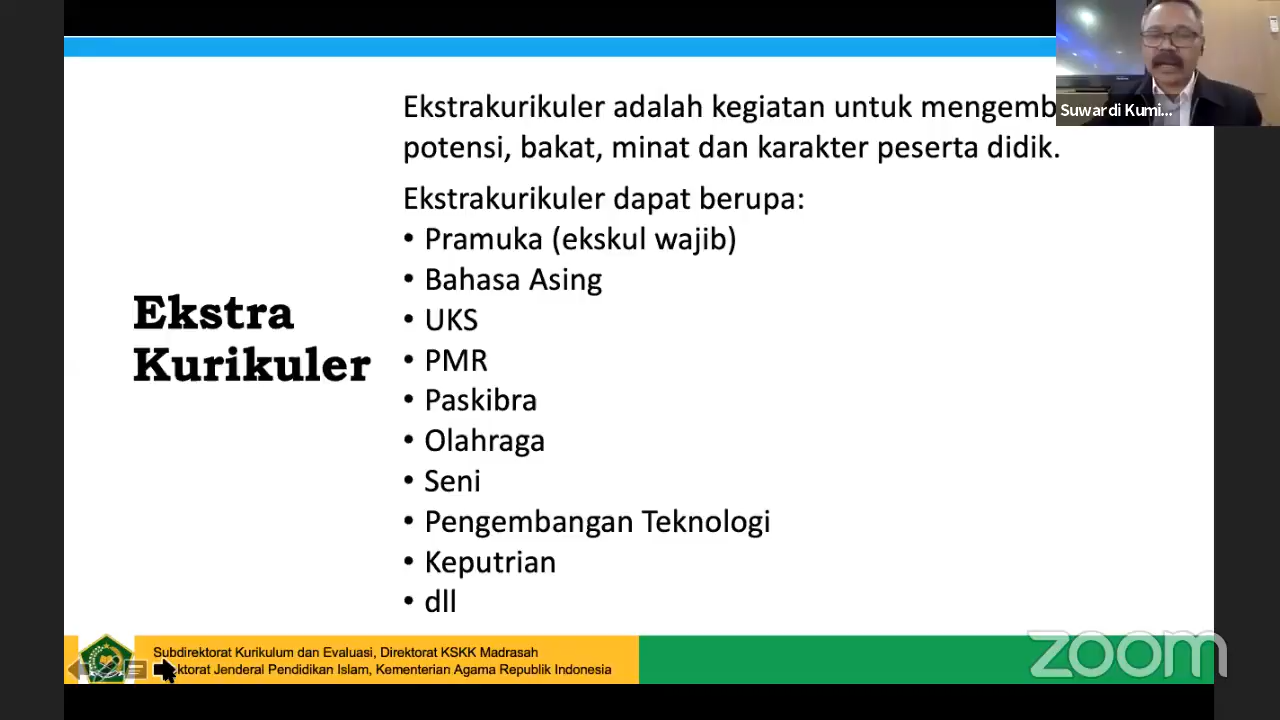 Ekstrakurikuler adalah kegiatan untuk mengemb
potensi, bakat, minat dan karakter peserta didik.
Ekstrakurikuler dapat berupa:
• Pramuka (ekskul wajib)
• Bahasa Asing
• UKS
• PMR
• Paskibra
• Olahraga
• Seni
• Pengembangan Teknologi
• Keputrian
• dll
Ekstra
Kurikuler
Suwardi Kumi...
Subdirektorat Kurikulum dan Evaluasi, Direktorat KSKK Madrasah
ktorat Jenderal Pendidikan Islam, Kementerian Agama Republik Indonesia
zoom